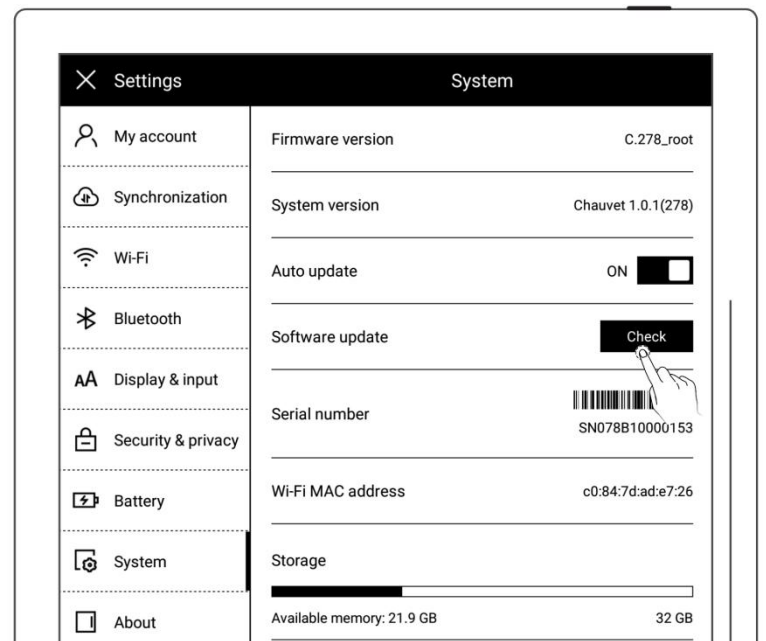 Settings
System
My account
Synchronization
Wi-Fi
Bluetooth
Display & input
Security & privacy
Battery
System
About
Firmware version C.278_root
System version Chauvet 1.0.1(278)
Auto update ON
Software update Check
Serial number
SN078B10000153
Wi-Fi MAC address c0:84:7d:ad:e7:26
Storage
Available memory: 21.9 GB 32 GB